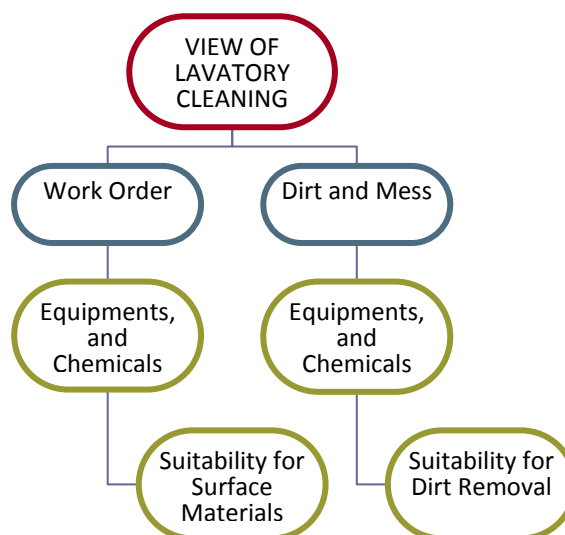 VIEW OF
LAVATORY
CLEANING
Work Order
Dirt and Mess
Equipments,
and
Chemicals
Equipments,
and
Chemicals
Suitability for
Surface
Materials
Suitability for
Dirt Removal